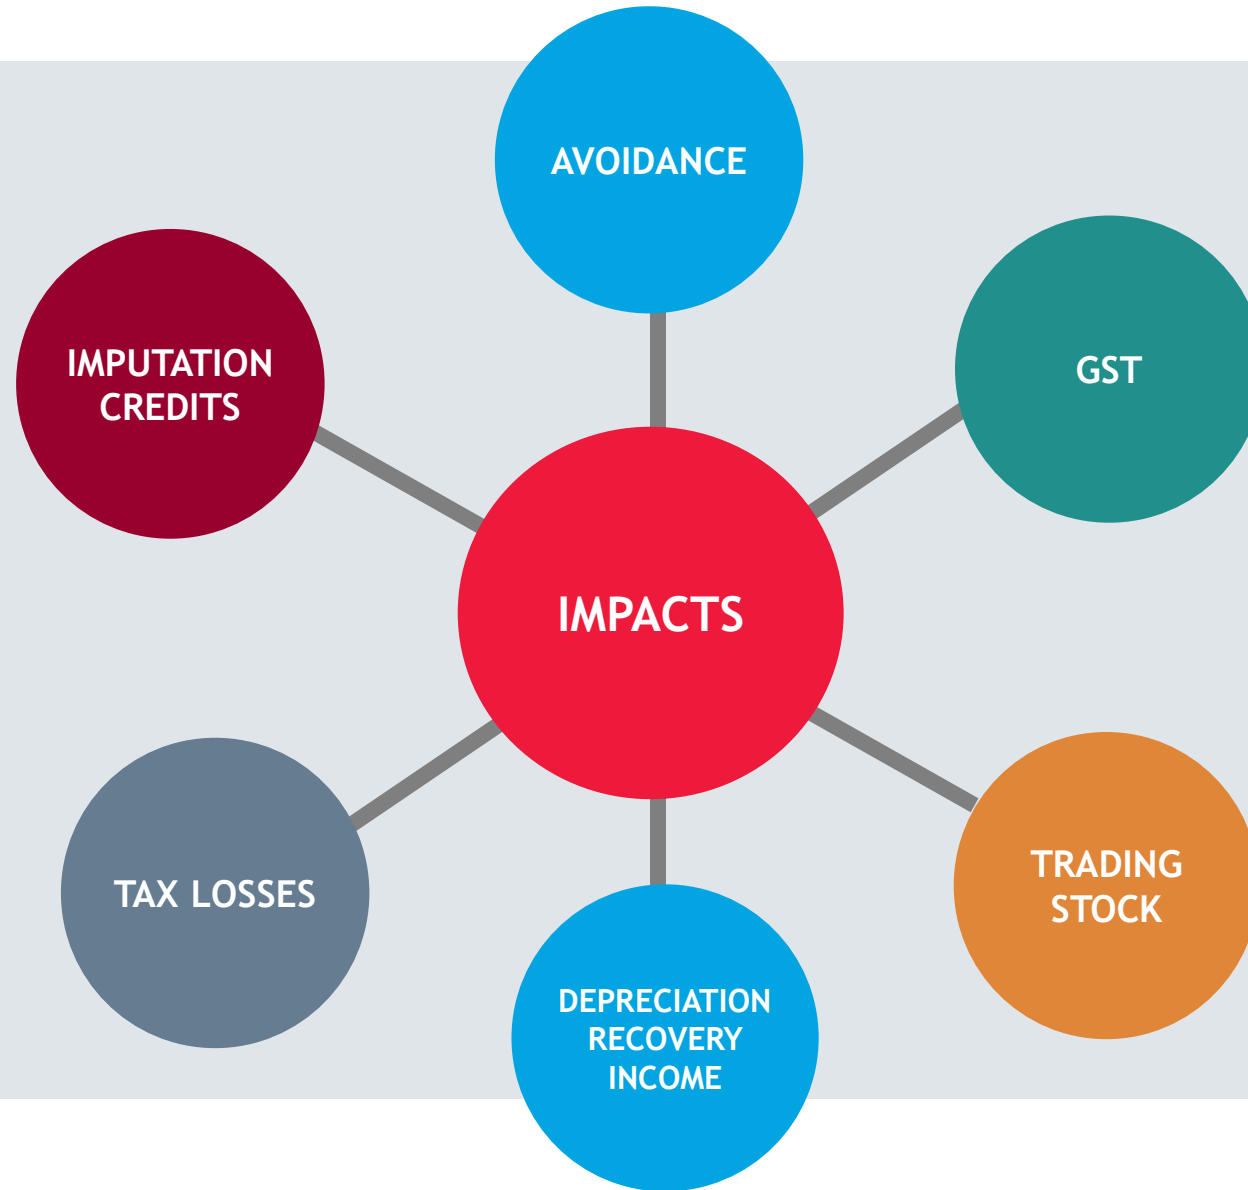 AVOIDANCE
IMPUTATION
CREDITS
GST
IMPACTS
TAX LOSSES
TRADING
STOCK
DEPRECIATION
RECOVERY
INCOME